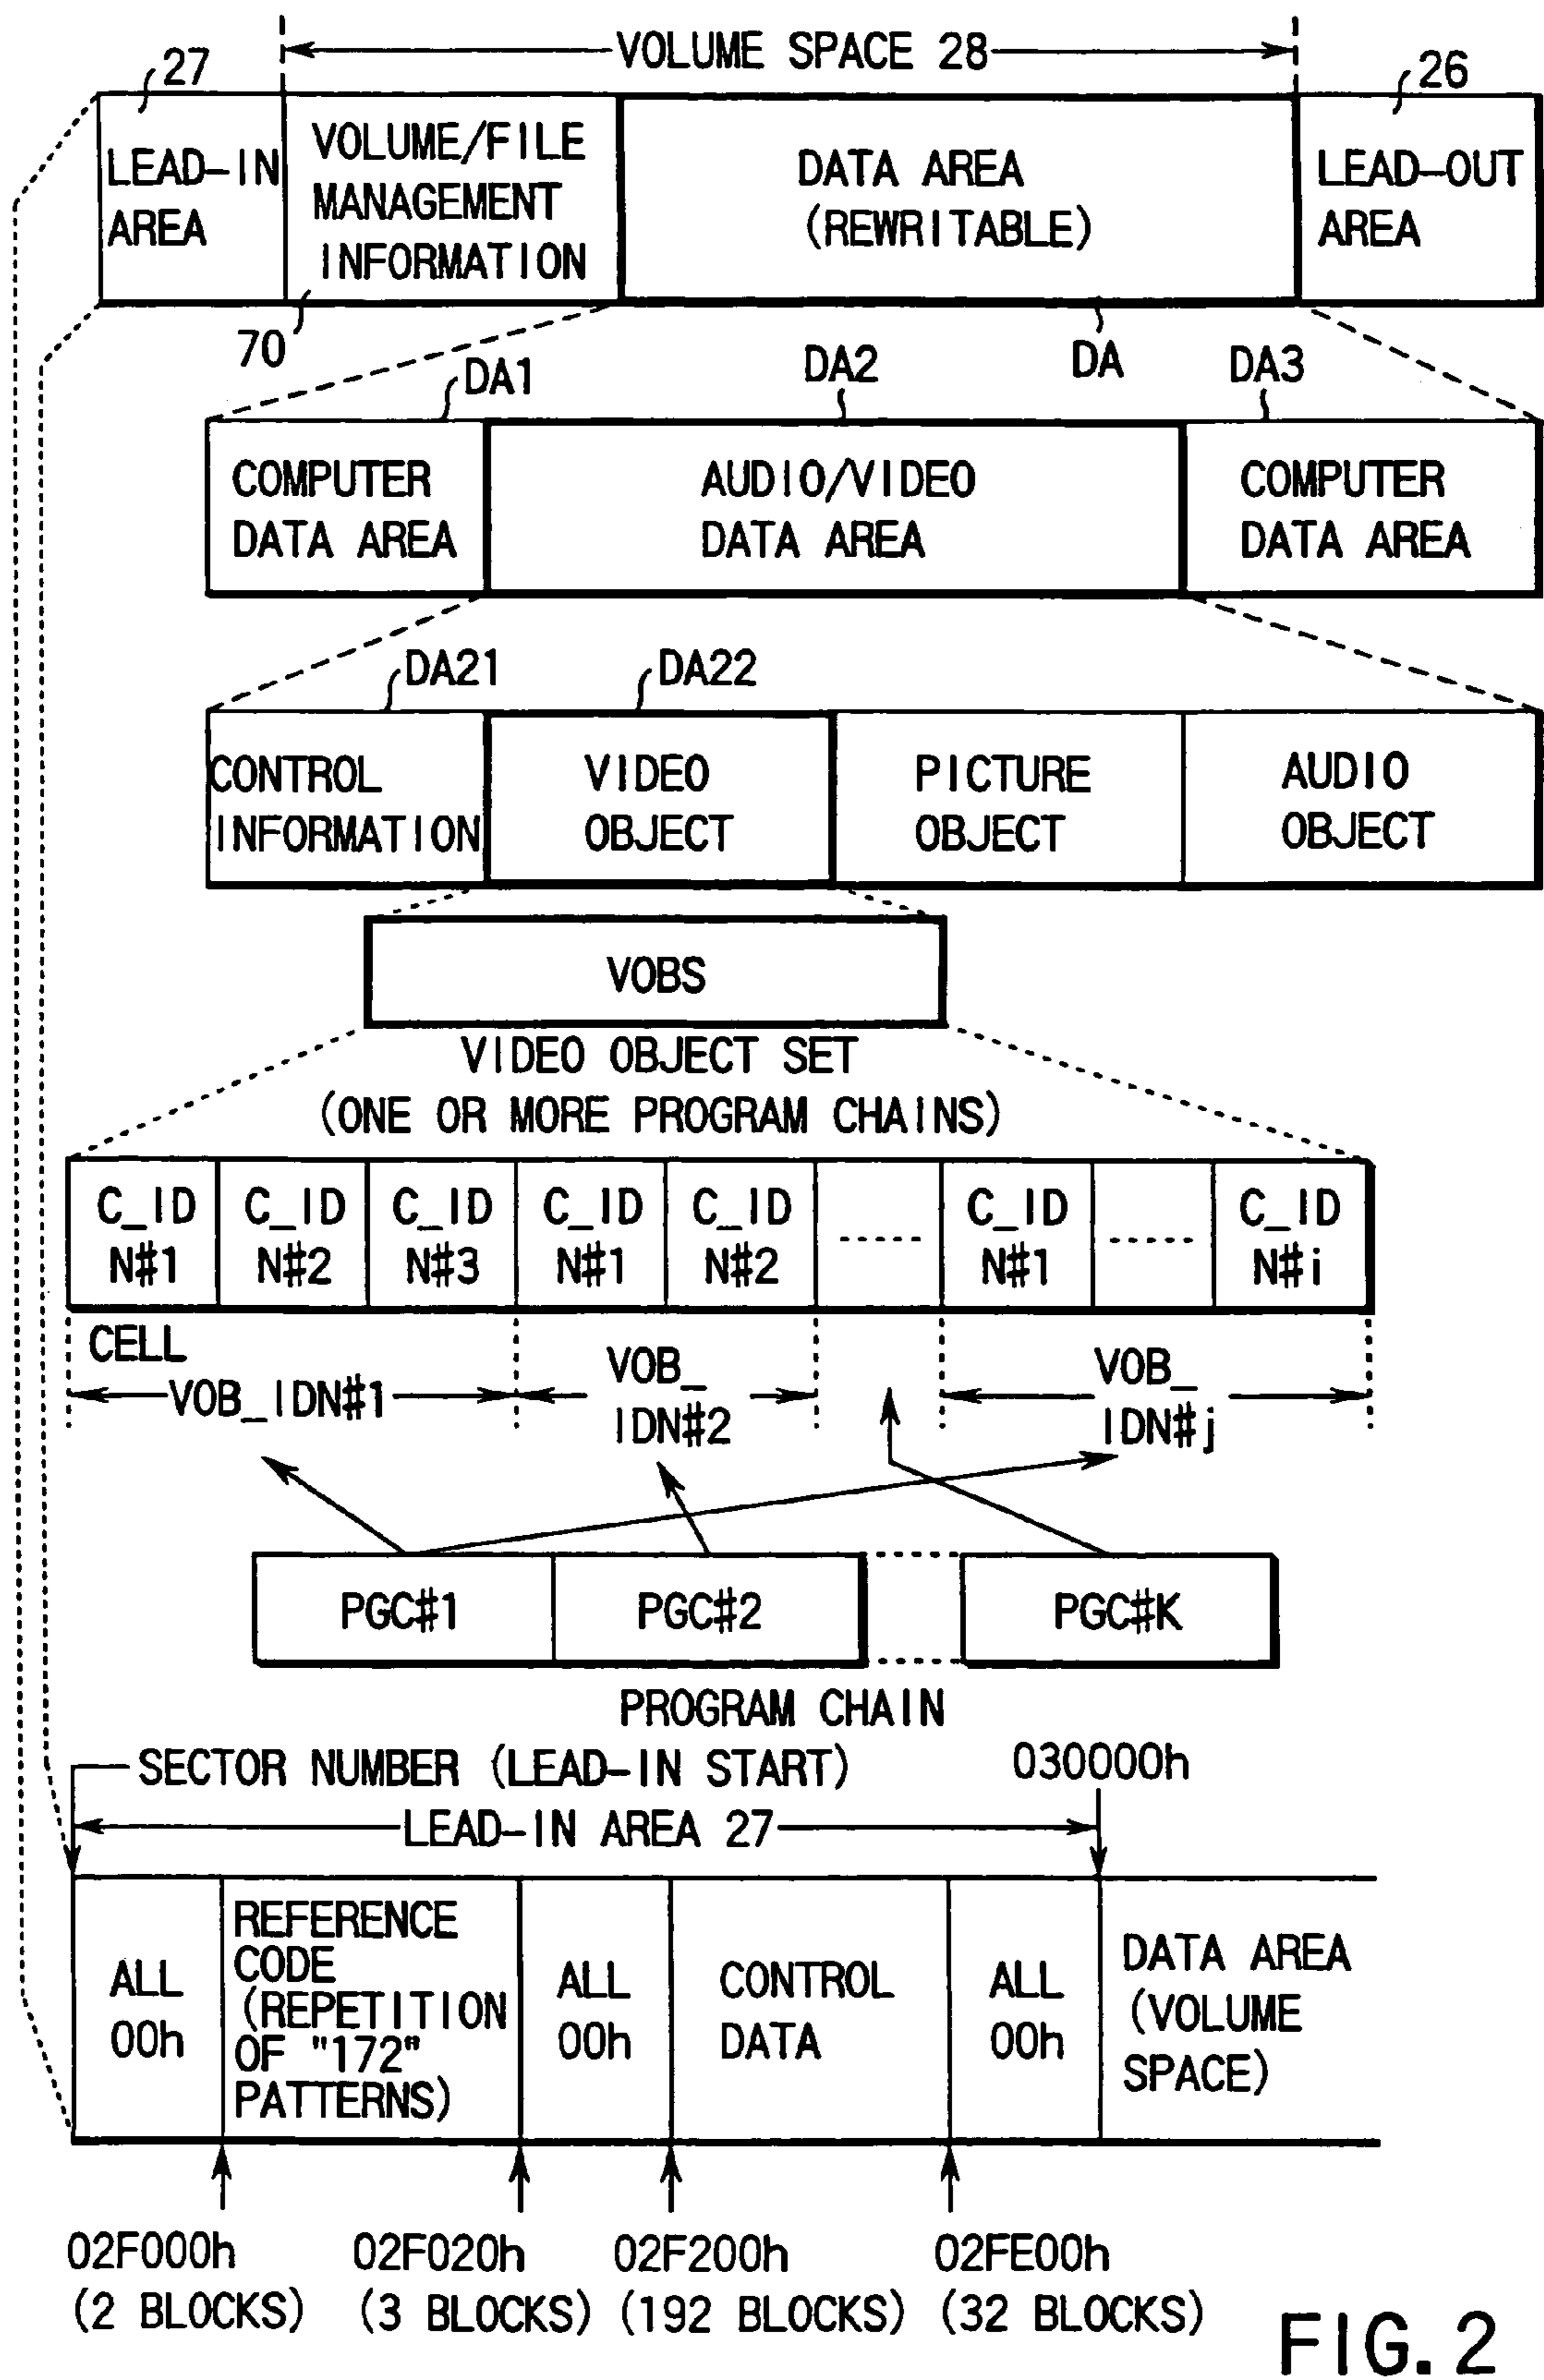 VOLUME SPACE 28
27
26
LEAD-IN
AREA
VOLUME/FILE
MANAGEMENT
INFORMATION
DATA AREA
(REWRITABLE)
LEAD-OUT
AREA
70
DA
DA1
DA2
DA3
COMPUTER
DATA AREA
AUDIO/VIDEO
DATA AREA
COMPUTER
DATA AREA
DA21
DA22
CONTROL
INFORMATION
VIDEO
OBJECT
PICTURE
OBJECT
AUDIO
OBJECT
VOBS
VIDEO OBJECT SET
(ONE OR MORE PROGRAM CHAINS)
C_ID
N#1
C_ID
N#2
C_ID
N#3
C_ID
N#1
C_ID
N#2
C_ID
N#1
C_ID
N#i
CELL
VOB_IDN#1
VOB_
IDN#2
VOB_
IDN#j
PGC#1
PGC#2
PGC#K
PROGRAM CHAIN
SECTOR NUMBER (LEAD-IN START)
030000h
LEAD-IN AREA 27
ALL
00h
REFERENCE
CODE
(REPETITION
OF "172"
PATTERNS)
ALL
00h
CONTROL
DATA
ALL
00h
DATA AREA
(VOLUME
SPACE)
02F000h
(2 BLOCKS)
02F020h
(3 BLOCKS)
02F200h
(192 BLOCKS)
02FE00h
(32 BLOCKS)
FIG. 2